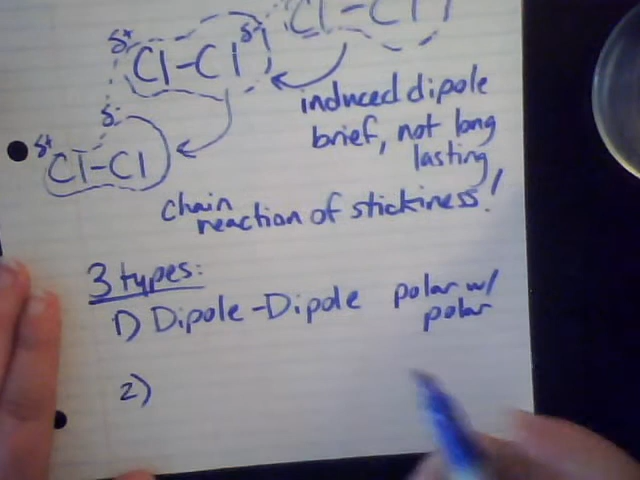 Cl-Cl
δ+ δ-
Cl-Cl
induced dipole
brief, not long
lasting
δ-
δ+
Cl-Cl
chain
reaction of stickiness!
3 types:
1) Dipole-Dipole polar w/
polar
2)